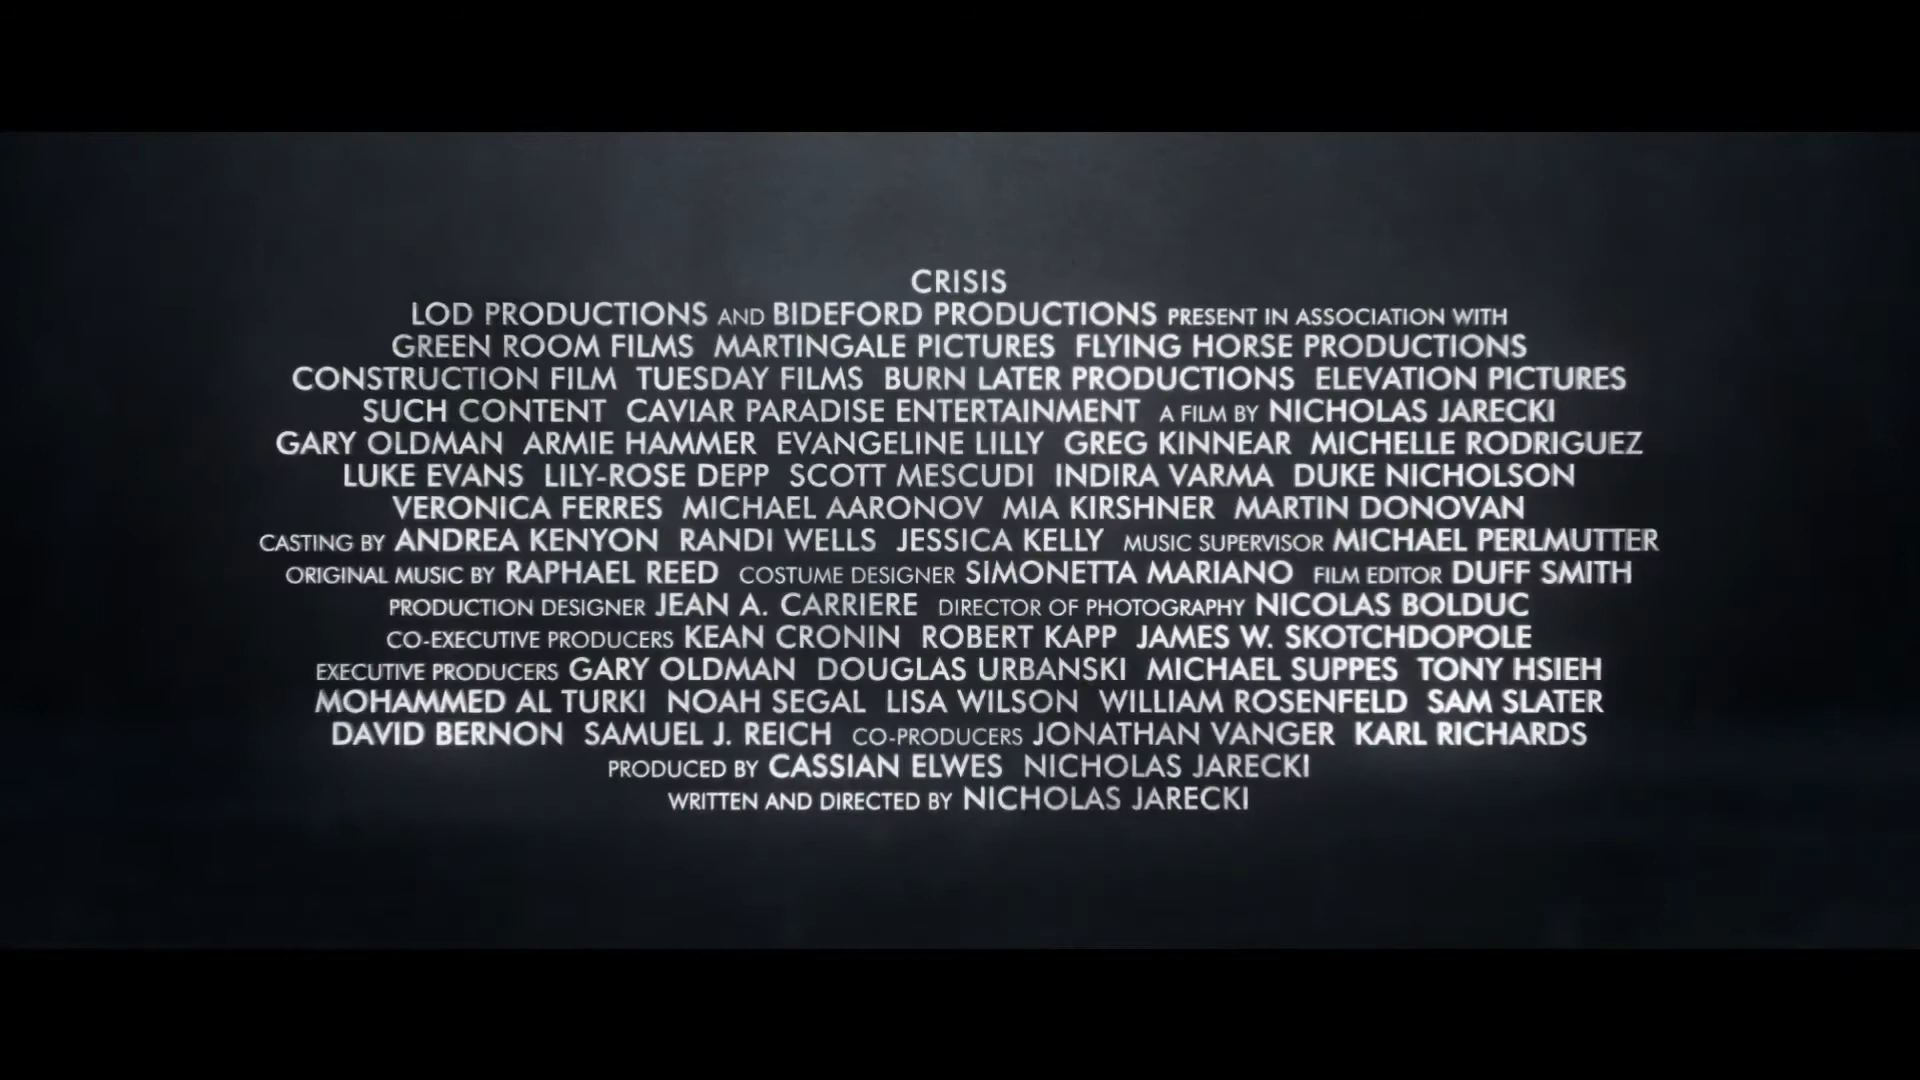 CRISIS
LOD PRODUCTIONS AND BIDEFORD PRODUCTIONS PRESENT IN ASSOCIATION WITH
GREEN ROOM FILMS MARTINGALE PICTURES FLYING HORSE PRODUCTIONS
CONSTRUCTION FILM TUESDAY FILMS BURN LATER PRODUCTIONS ELEVATION PICTURES
SUCH CONTENT CAVIAR PARADISE ENTERTAINMENT A FILM BY NICHOLAS JARECKI
GARY OLDMAN ARMIE HAMMER EVANGELINE LILLY GREG KINNEAR MICHELLE RODRIGUEZ
LUKE EVANS LILY-ROSE DEPP SCOTT MESCUDI INDIRA VARMA DUKE NICHOLSON
VERONICA FERRES MICHAEL AARONOV MIA KIRSHNER MARTIN DONOVAN
CASTING BY ANDREA KENYON RANDI WELLS JESSICA KELLY MUSIC SUPERVISOR MICHAEL PERLMUTTER
ORIGINAL MUSIC BY RAPHAEL REED COSTUME DESIGNER SIMONETTA MARIANO FILM EDITOR DUFF SMITH
PRODUCTION DESIGNER JEAN A. CARRIERE DIRECTOR OF PHOTOGRAPHY NICOLAS BOLDUC
CO-EXECUTIVE PRODUCERS KEAN CRONIN ROBERT KAPP JAMES W. SKOTCHDOPOLE
EXECUTIVE PRODUCERS GARY OLDMAN DOUGLAS URBANSKI MICHAEL SUPPES TONY HSIEH
MOHAMMED AL TURKI NOAH SEGAL LISA WILSON WILLIAM ROSENFELD SAM SLATER
DAVID BERNON SAMUEL J. REICH CO-PRODUCERS JONATHAN VANGER KARL RICHARDS
PRODUCED BY CASSIAN ELWES NICHOLAS JARECKI
WRITTEN AND DIRECTED BY NICHOLAS JARECKI